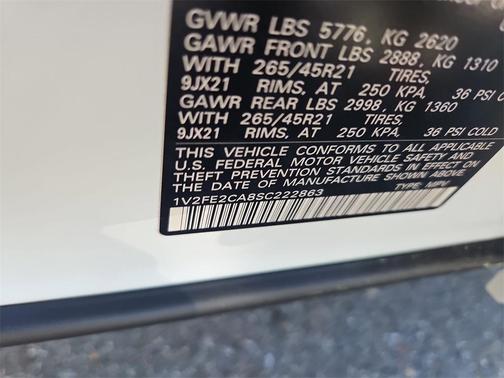 GVWR LBS 5776, KG 2620
GAWR FRONT LBS 2888, KG 1310
WITH 265/45R21 TIRES,
9JX21 RIMS, AT 250 KPA, 36 PSI COLD
GAWR REAR LBS 2998, KG 1360
WITH 265/45R21 TIRES,
9JX21 RIMS, AT 250 KPA, 36 PSI COLD
THIS VEHICLE CONFORMS TO ALL APPLICABLE
U.S. FEDERAL MOTOR VEHICLE SAFETY AND
THEFT PREVENTION STANDARDS IN EFFECT ON
THE DATE OF MANUFACTURE
1V2FE2CA8SC222863 TYPE: MPV